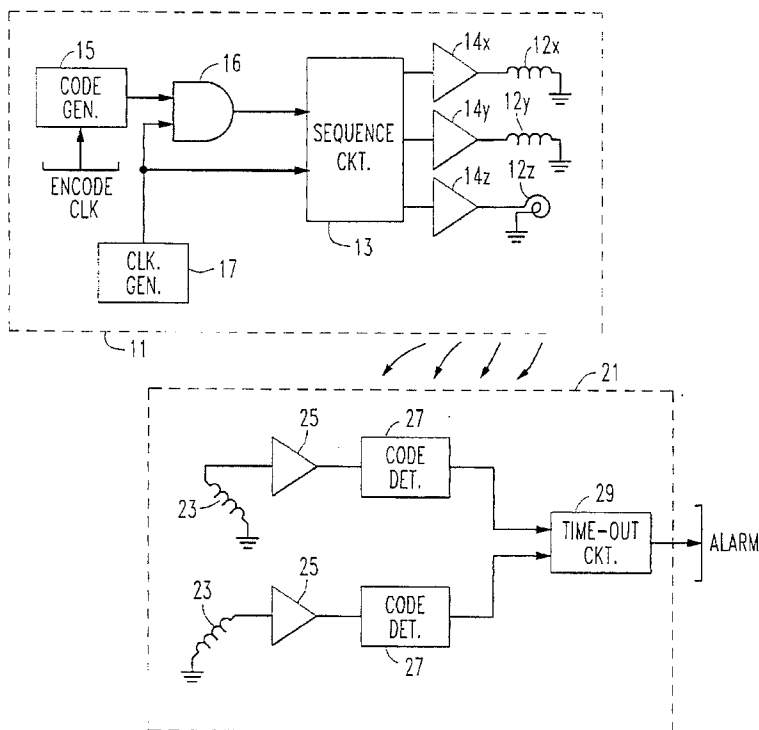 15
CODE
GEN.
16
14x
12x
ENCODE
CLK
SEQUENCE
CKT.
14y
12y
14z
12z
CLK.
GEN.
17
13
11
21
25
27
CODE
DET.
23
29
TIME-OUT
CKT.
ALARM
23
25
CODE
DET.
27